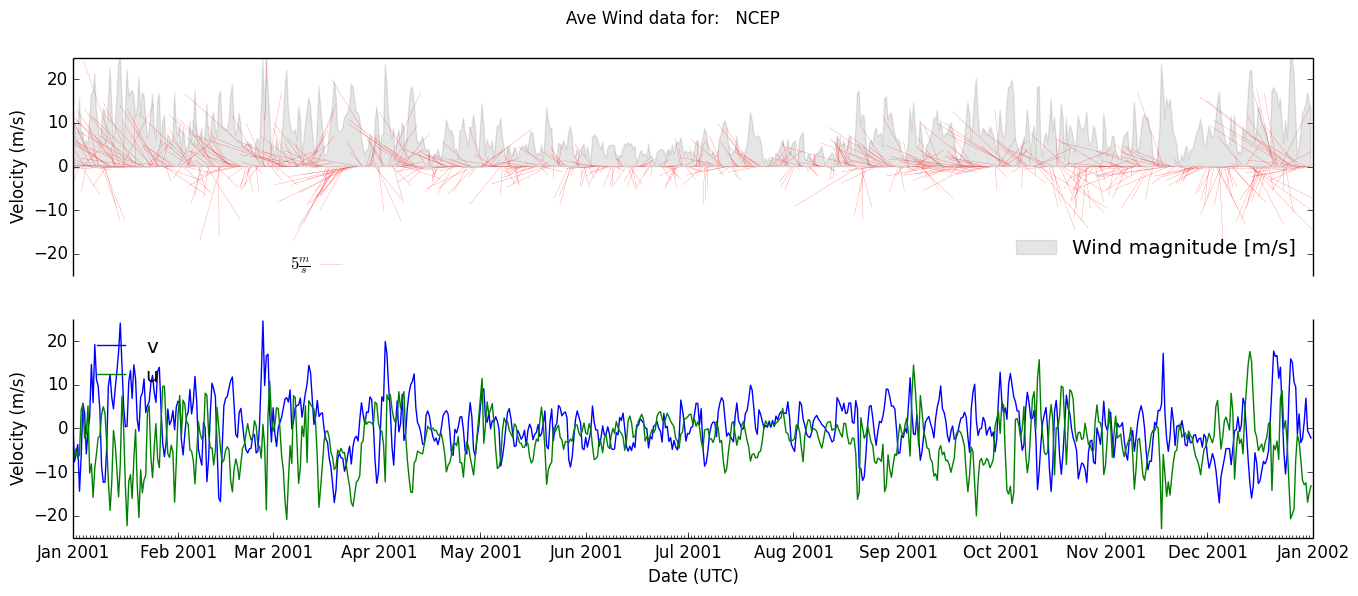 Ave Wind data for: NCEP
20
10
0
−10
−20
Velocity (m/s)
5 m/s
Wind magnitude [m/s]
20
10
0
−10
−20
Velocity (m/s)
v
u
Jan 2001 Feb 2001 Mar 2001 Apr 2001 May 2001 Jun 2001 Jul 2001 Aug 2001 Sep 2001 Oct 2001 Nov 2001 Dec 2001 Jan 2002
Date (UTC)